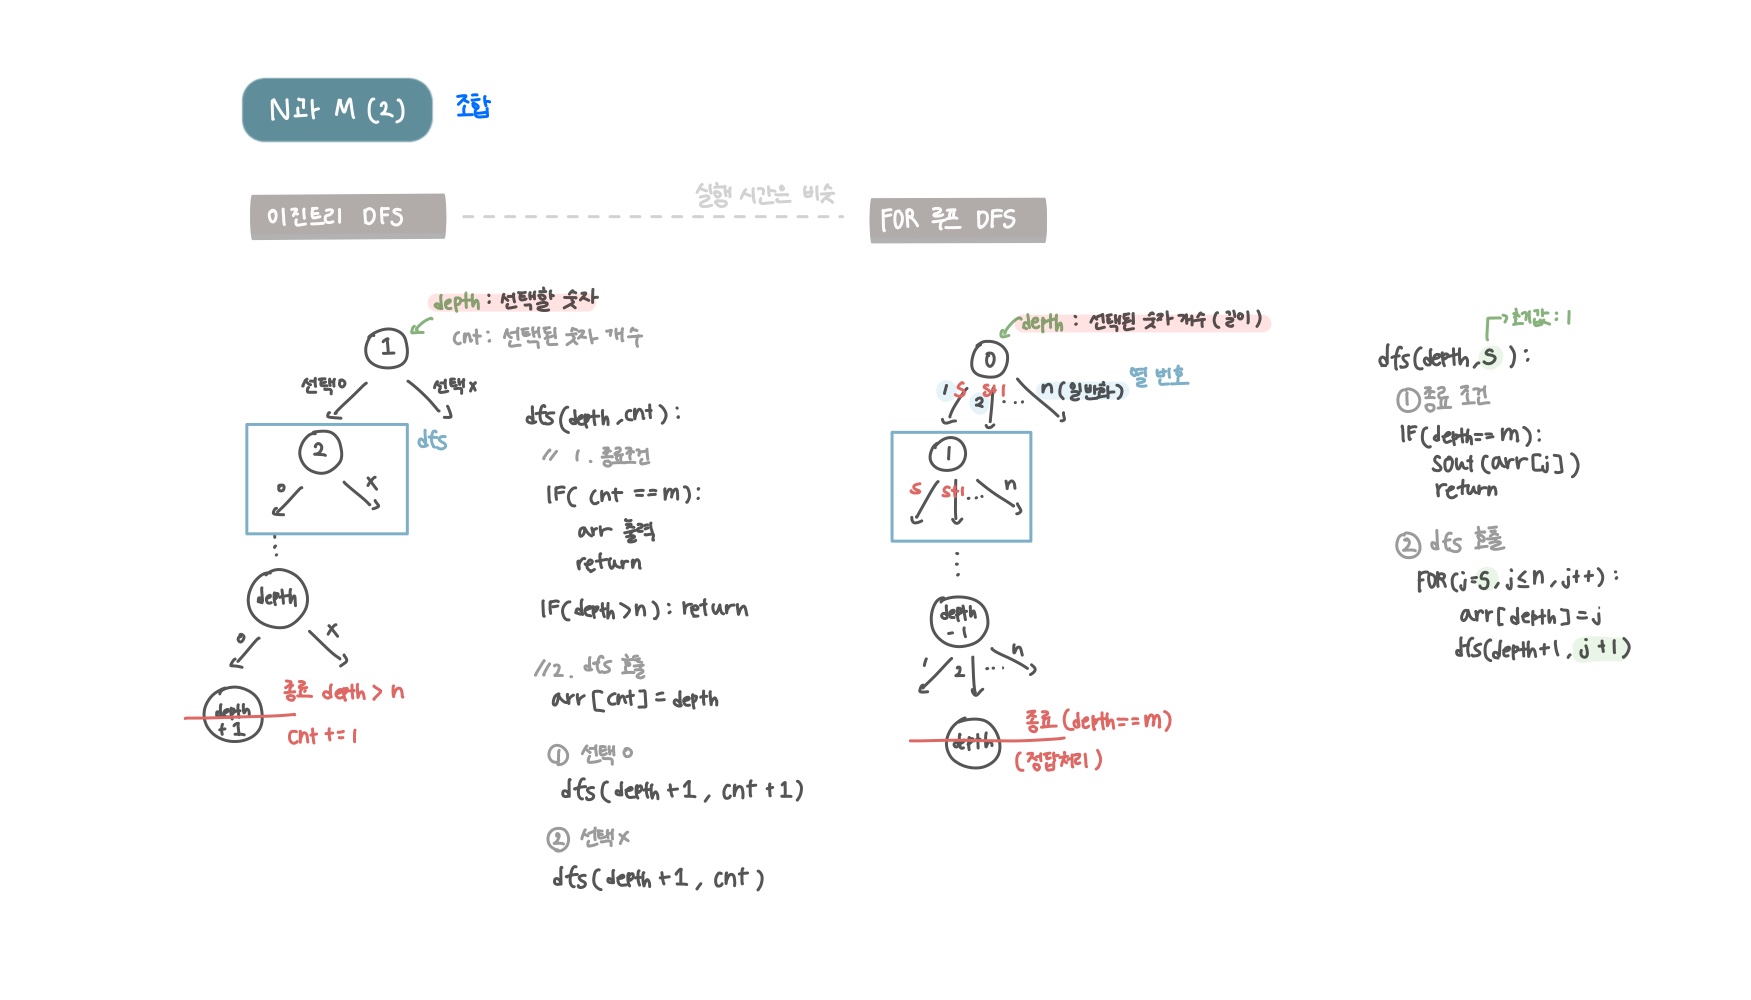 N과 M (2)
조합
이진트리 DFS
실행 시간은 비슷
FOR 루프 DFS
depth : 선택할 숫자
cnt : 선택된 숫자 개수
1
선택o
선택x
dfs
2
o
x
depth
o
x
depth
+1
종료 depth > n
cnt += 1
dfs(depth, cnt) :
// 1. 종료조건
IF( cnt == m) :
arr 출력
return
IF(depth > n) : return
//2. dfs 호출
arr [cnt] = depth
① 선택 o
dfs(depth +1 , cnt +1)
② 선택 x
dfs(depth +1 , cnt )
depth : 선택된 숫자 개수 (길이)
0
1 S S+1 2 ... n (일반화)
열 번호
1
S S+1 ... n
depth
-1
1 2 ... n
depth
종료 (depth == m)
(정답처리)
초기값 : 1
dfs(depth, S ) :
① 종료 조건
IF(depth == m) :
Sout (arr [j] )
return
② dfs 호출
FOR (j=S, j≤n, j++) :
arr [depth] = j
dfs(depth+1, j+1)